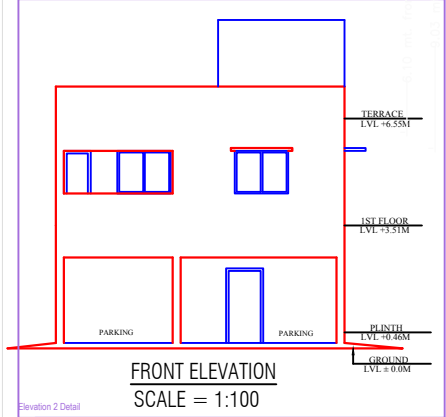 TERRACE
LVL +6.55M
1ST FLOOR
LVL +3.51M
PARKING
PARKING
PLINTH
LVL +0.46M
GROUND
LVL ± 0.0M
FRONT ELEVATION
SCALE = 1:100
Elevation 2 Detail